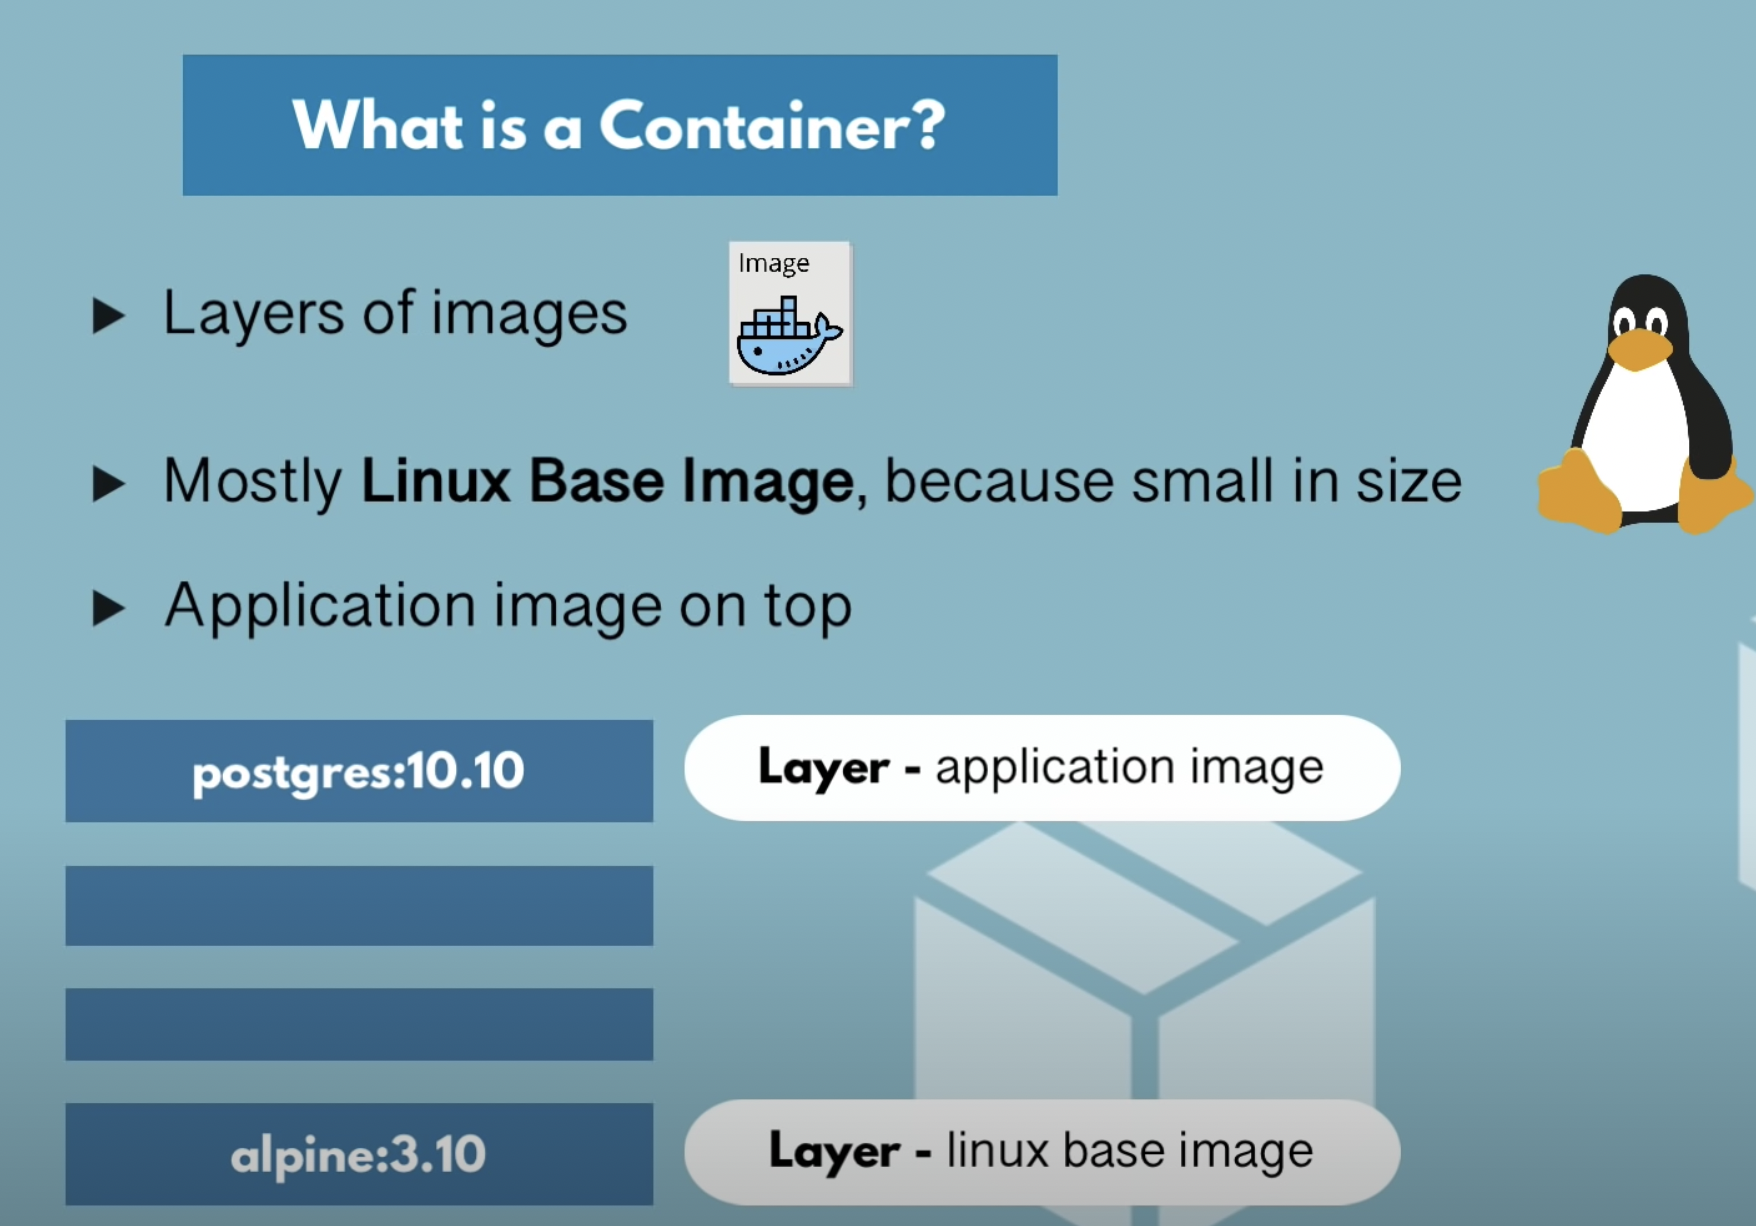 What is a Container?
Layers of images
Image
Mostly Linux Base Image, because small in size
Application image on top
postgres:10.10
Layer - application image
alpine:3.10
Layer - linux base image